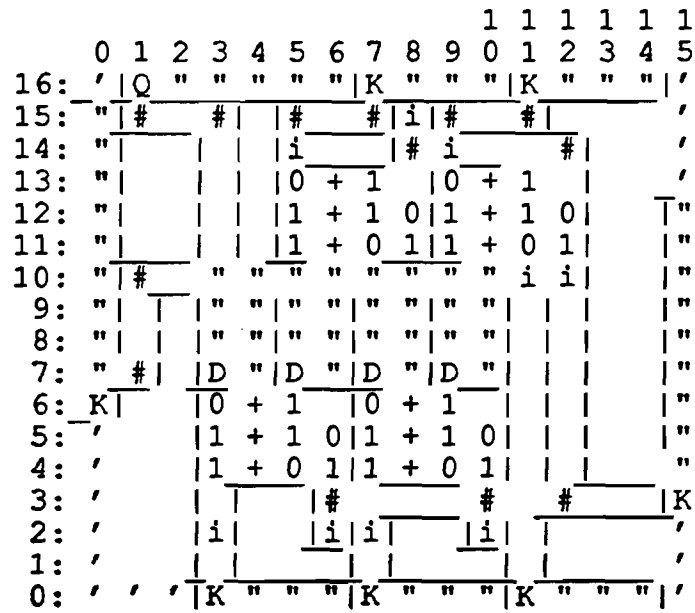 1 1 1 1 1 1
0 1 2 3 4 5 6 7 8 9 0 1 2 3 4 5
16: ' |Q " " " " "|K " " " |K " " " |'
15: " |# #| |# #|i|# #| '
14: " | | | |i |# i #| '
13: " | | | |0 + 1 |0 + 1 | '
12: " | | | |1 + 1 0|1 + 1 0| |"
11: " | | | |1 + 0 1|1 + 0 1| |"
10: " |# " " " " " " " " i i| |"
9: " | | |" "|" "|" "|" "| | | |"
8: " | | |" "|" "|" "|" "| | | |"
7: " #| |D "|D "|D "|D "| | | |"
6: K| |0 + 1 |0 + 1 | | | |"
5: ' |1 + 1 0|1 + 1 0| | | |"
4: ' |1 + 0 1|1 + 0 1| | | "
3: ' | | |# # # |K
2: ' |i| |i|i| |i| | '
1: ' | | | | | '
0: ' ' ' |K " " " |K " " " |K " " " |'